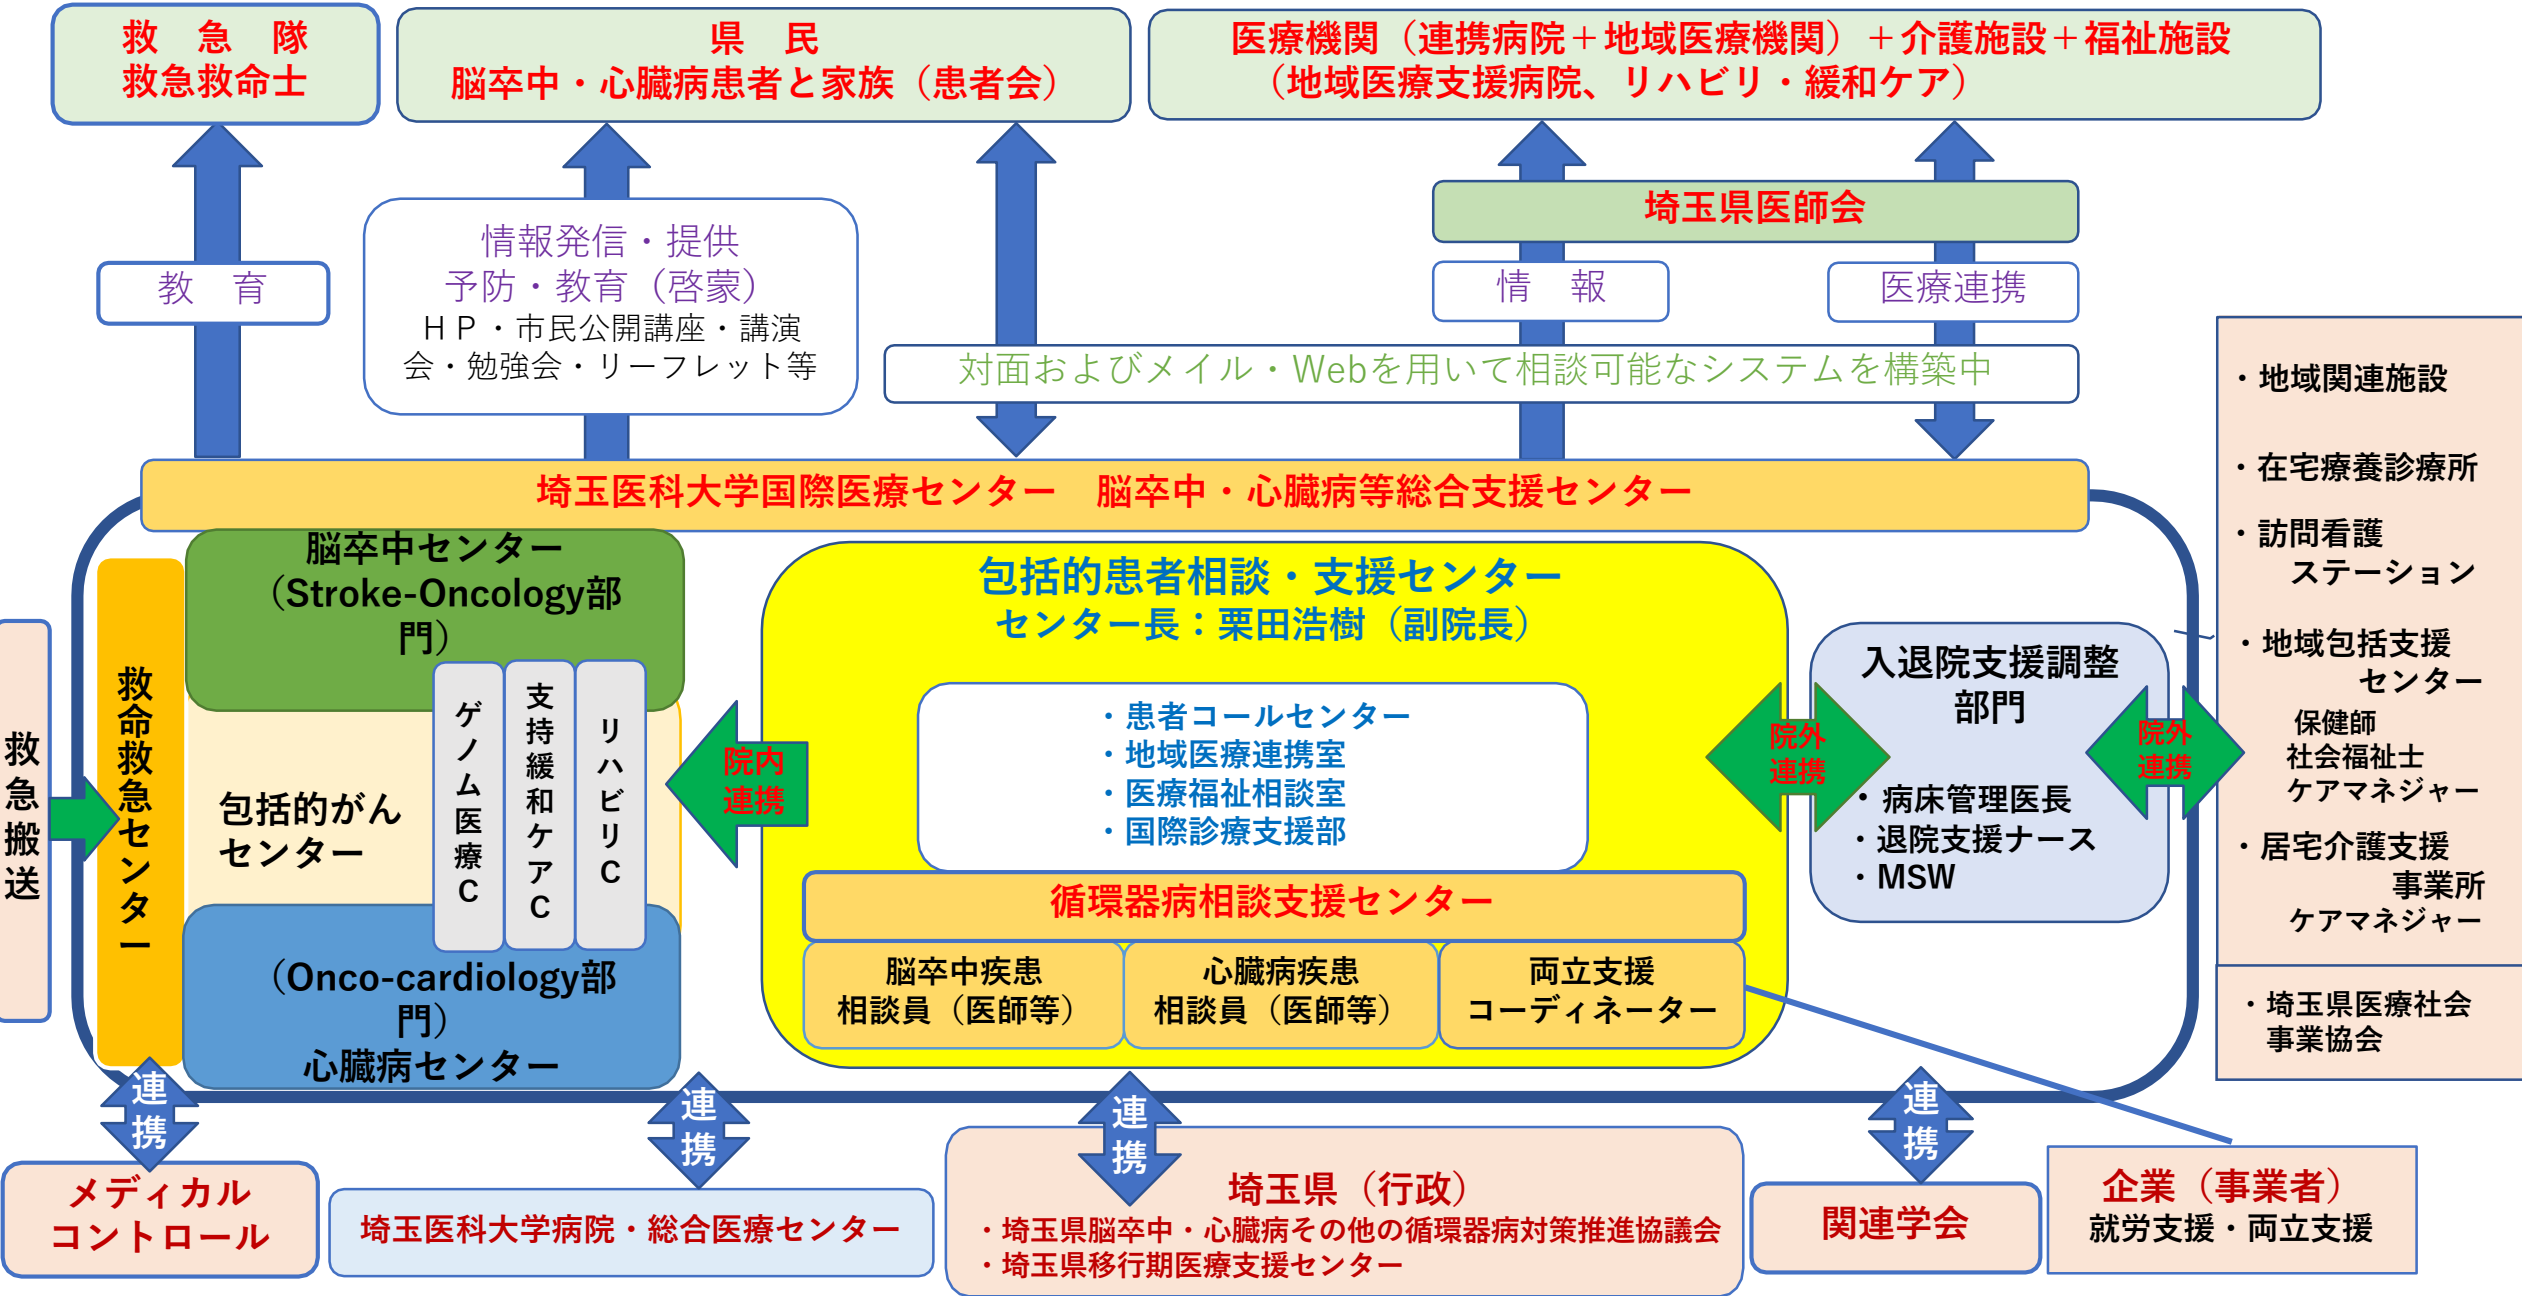 救　急　隊
救急救命士
県　民
脳卒中・心臓病患者と家族（患者会）
医療機関（連携病院＋地域医療機関）＋介護施設＋福祉施設
（地域医療支援病院、リハビリ・緩和ケア）
埼玉県医師会
教　育
情報発信・提供
予防・教育（啓蒙）
ＨＰ・市民公開講座・講演
会・勉強会・リーフレット等
情　報
医療連携
対面およびメイル・Webを用いて相談可能なシステムを構築中
埼玉医科大学国際医療センター　脳卒中・心臓病等総合支援センター
救急搬送
救命救急センター
脳卒中センター
（Stroke-Oncology部
門）
包括的がん
センター
ゲノム医療C
支持緩和ケアC
リハビリC
（Onco-cardiology部
門）
心臓病センター
院内
連携
包括的患者相談・支援センター
センター長：栗田浩樹（副院長）
・患者コールセンター
・地域医療連携室
・医療福祉相談室
・国際診療支援部
循環器病相談支援センター
脳卒中疾患
相談員（医師等）
心臓病疾患
相談員（医師等）
両立支援
コーディネーター
院外
連携
入退院支援調整
部門
・病床管理医長
・退院支援ナース
・MSW
院外
連携
・地域関連施設
・在宅療養診療所
・訪問看護
ステーション
・地域包括支援
センター
保健師
社会福祉士
ケアマネジャー
・居宅介護支援
事業所
ケアマネジャー
・埼玉県医療社会
事業協会
連携
連携
連携
連携
メディカル
コントロール
埼玉医科大学病院・総合医療センター
埼玉県（行政）
・埼玉県脳卒中・心臓病その他の循環器病対策推進協議会
・埼玉県移行期医療支援センター
関連学会
企業（事業者）
就労支援・両立支援